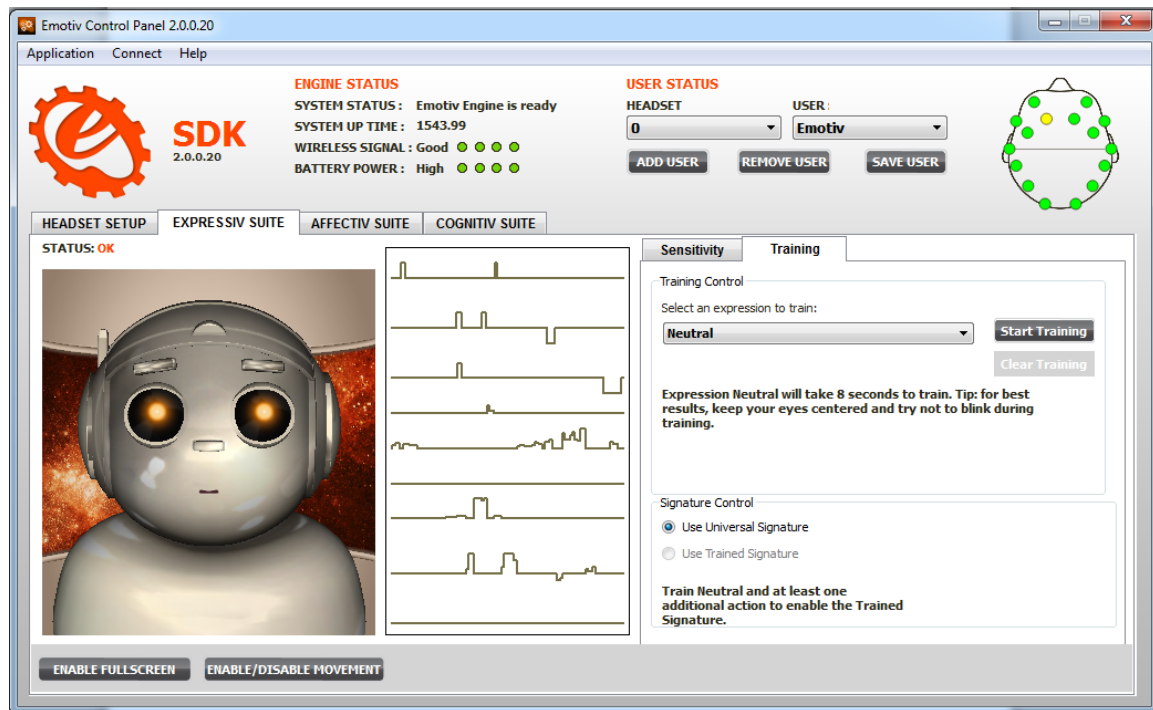 Emotiv Control Panel 2.0.0.20
Application Connect Help
SDK
2.0.0.20
ENGINE STATUS
SYSTEM STATUS : Emotiv Engine is ready
SYSTEM UP TIME : 1543.99
WIRELESS SIGNAL : Good
BATTERY POWER : High
USER STATUS
HEADSET USER :
0 Emotiv
ADD USER REMOVE USER SAVE USER
HEADSET SETUP EXPRESSIV SUITE AFFECTIV SUITE COGNITIV SUITE
STATUS: OK
Sensitivity Training
Training Control
Select an expression to train:
Neutral Start Training
Clear Training
Expression Neutral will take 8 seconds to train. Tip: for best
results, keep your eyes centered and try not to blink during
training.
Signature Control
Use Universal Signature
Use Trained Signature
Train Neutral and at least one
additional action to enable the Trained
Signature.
ENABLE FULLSCREEN ENABLE/DISABLE MOVEMENT